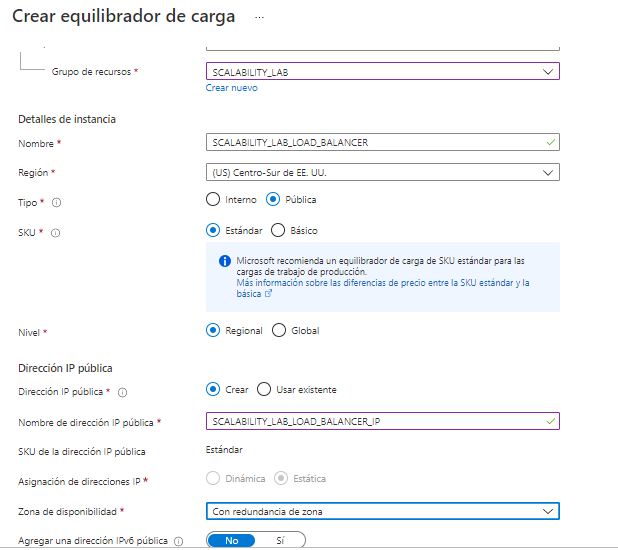 Crear equilibrador de carga ...
Grupo de recursos *
SCALABILITY_LAB
Crear nuevo
Detalles de instancia
Nombre *
SCALABILITY_LAB_LOAD_BALANCER
Región *
(US) Centro-Sur de EE. UU.
Tipo *
Interno Pública
SKU *
Estándar Básico
Microsoft recomienda un equilibrador de carga de SKU estándar para las
cargas de trabajo de producción.
Más información sobre las diferencias de precio entre la SKU estándar y la
básica
Nivel *
Regional Global
Dirección IP pública
Dirección IP pública *
Crear Usar existente
Nombre de dirección IP pública *
SCALABILITY_LAB_LOAD_BALANCER_IP
SKU de la dirección IP pública
Estándar
Asignación de direcciones IP *
Dinámica Estática
Zona de disponibilidad *
Con redundancia de zona
Agregar una dirección IPv6 pública
No Sí